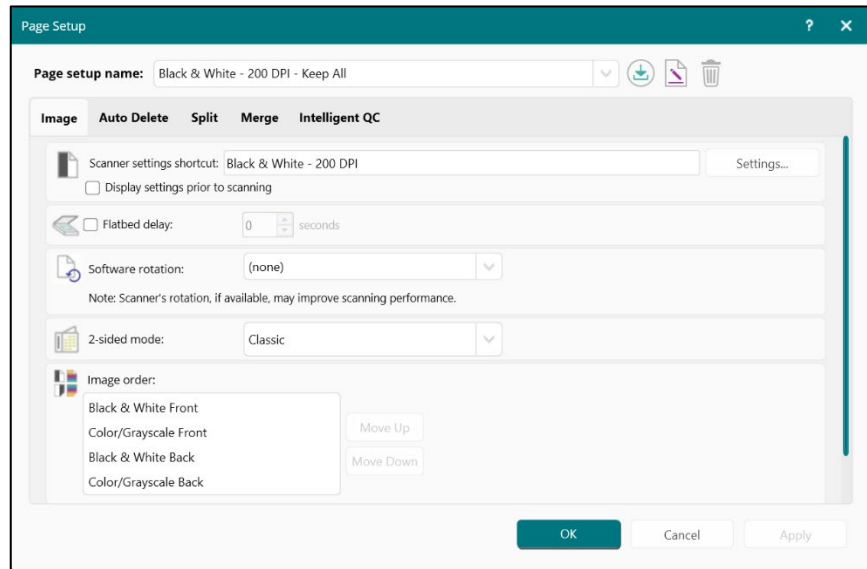 Page Setup ?
Page setup name: Black & White - 200 DPI - Keep All
Image Auto Delete Split Merge Intelligent QC
Scanner settings shortcut: Black & White - 200 DPI Settings...
Display settings prior to scanning
Flatbed delay: 0 seconds
Software rotation: (none)
Note: Scanner's rotation, if available, may improve scanning performance.
2-sided mode: Classic
Image order:
Black & White Front
Color/Grayscale Front
Move Up
Black & White Back
Move Down
Color/Grayscale Back
OK Cancel Apply